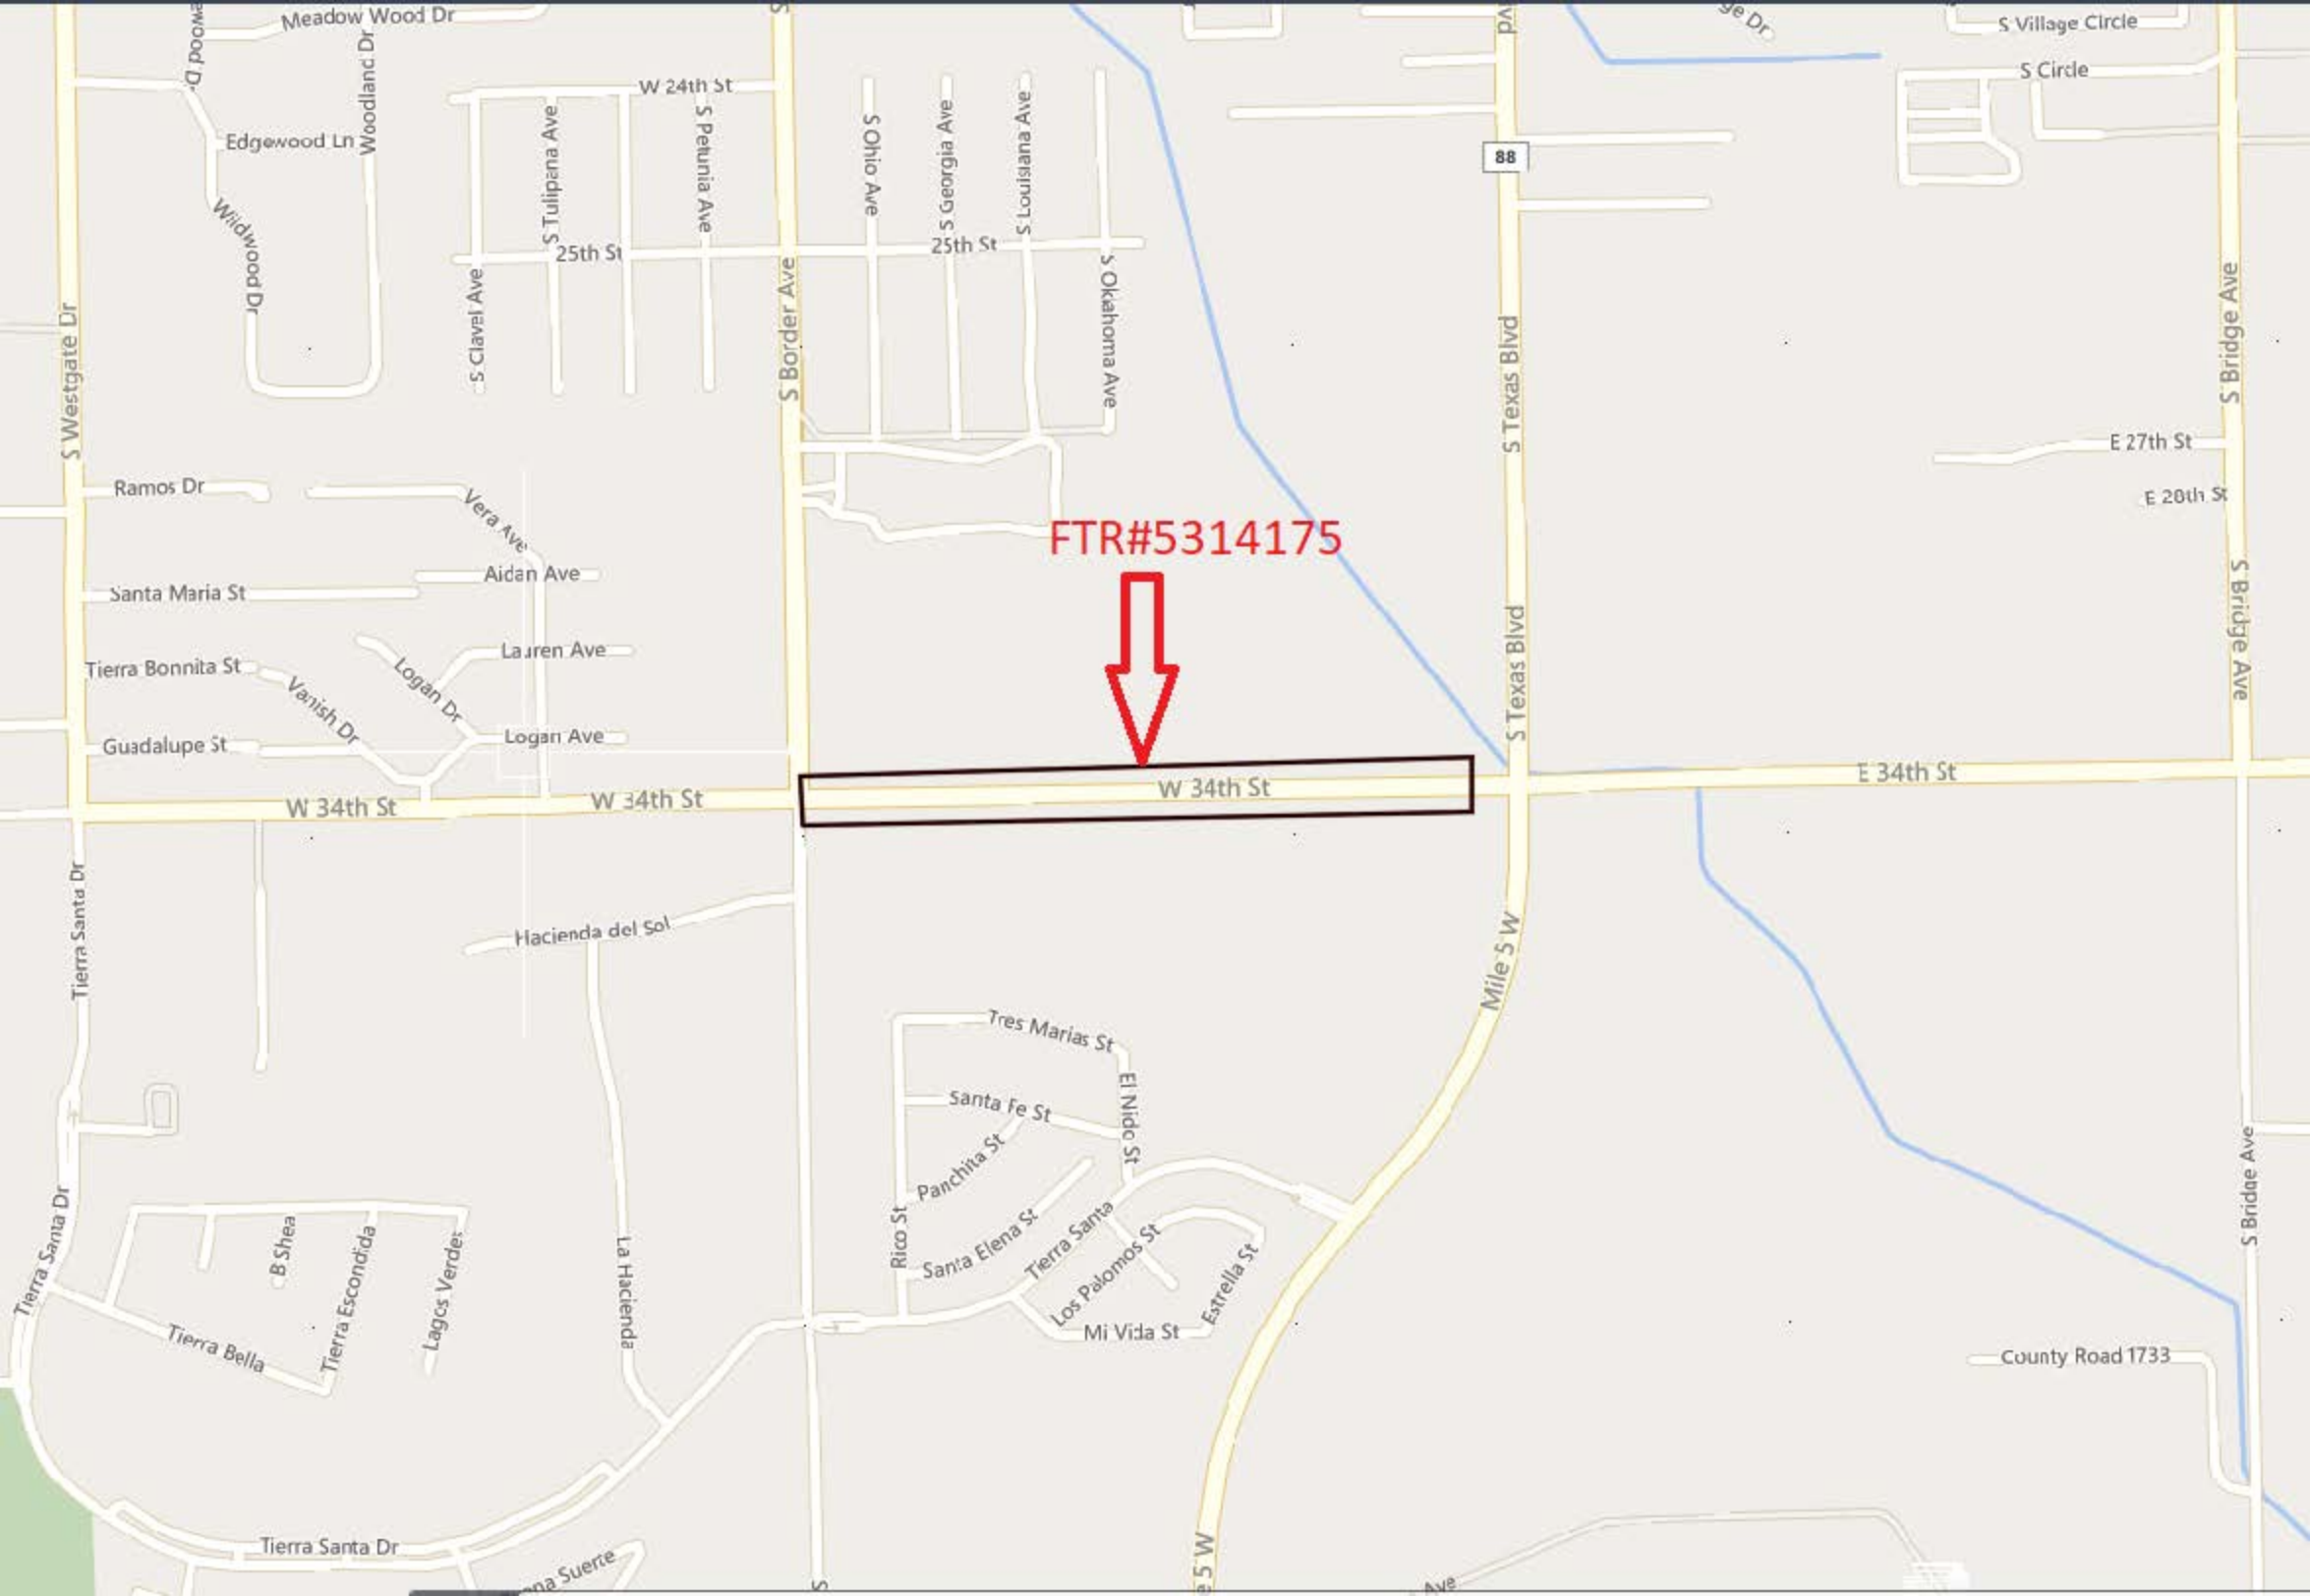 Meadow Wood Dr
S Village Circle
S Circle
W 24th St
Woodland Dr
Edgewood Ln
S Tulipana Ave
S Petunia Ave
S Ohio Ave
S Georgia Ave
S Louisiana Ave
88
Wildwood Dr
25th St
25th St
S Clavel Ave
S Border Ave
S Oklahoma Ave
S Westgate Dr
S Texas Blvd
S Bridge Ave
E 27th St
E 28th St
Ramos Dr
Vera Ave
FTR#5314175
Aidan Ave
Santa Maria St
Lauren Ave
Tierra Bonnita St
Logan Dr
Vanish Dr
S Texas Blvd
S Bridge Ave
Guadalupe St
Logan Ave
W 34th St
W 34th St
W 34th St
E 34th St
Tierra Santa Dr
Hacienda del Sol
Mile 5 W
Tres Marias St
El Nido St
Santa Fe St
Panchita St
Rico St
Santa Elena St
Tierra Santa
Los Palomos St
Estrella St
Mi Vida St
Tierra Santa Dr
B Shea
Tierra Escondida
Lagos Verdes
La Hacienda
Tierra Bella
S Bridge Ave
County Road 1733
Tierra Santa Dr
5 W
Suerte
Ave